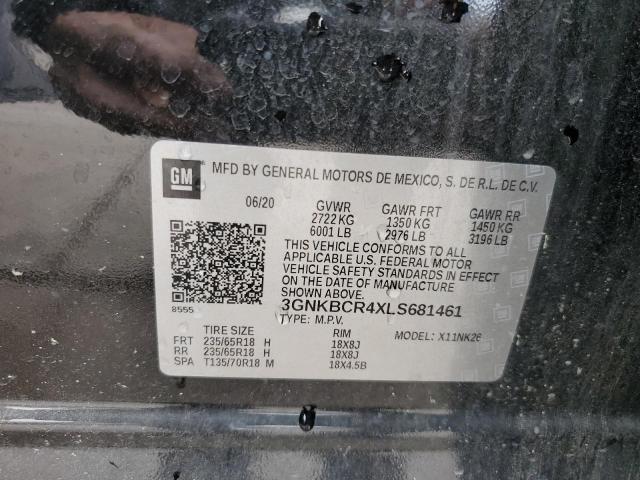 GM MFD BY GENERAL MOTORS DE MEXICO, S. DE R.L. DE C.V.
06/20 GVWR GAWR FRT GAWR RR
2722 KG 1350 KG 1450 KG
6001 LB 2976 LB 3196 LB
THIS VEHICLE CONFORMS TO ALL
APPLICABLE U.S. FEDERAL MOTOR
VEHICLE SAFETY STANDARDS IN EFFECT
ON THE DATE OF MANUFACTURE
SHOWN ABOVE.
8555 3GNKBCR4XLS681461
TYPE: M.P.V. MODEL: X11NK26
TIRE SIZE RIM
FRT 235/65R18 H 18X8J
RR 235/65R18 H 18X8J
SPA T135/70R18 M 18X4.5B